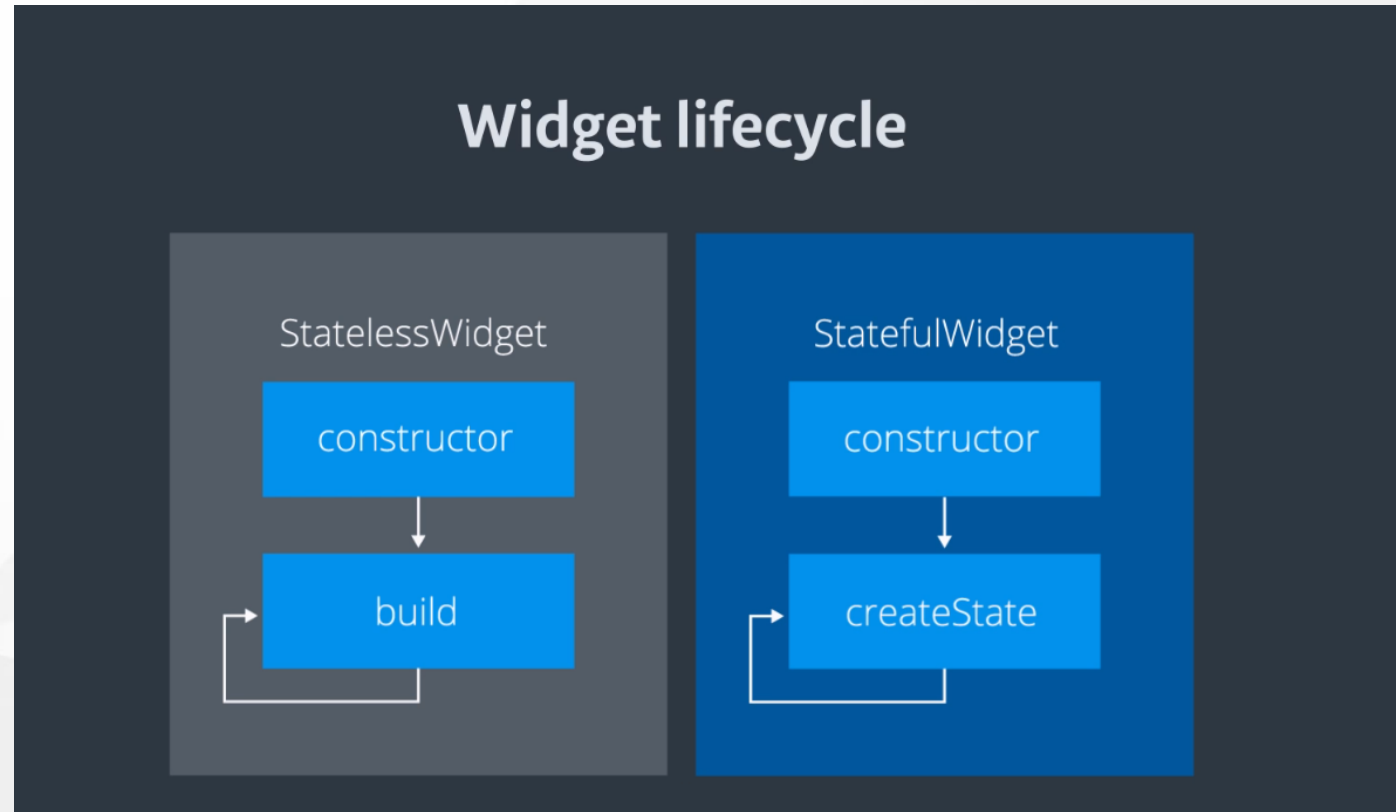 Widget lifecycle
StatelessWidget
constructor
build
StatefulWidget
constructor
createState